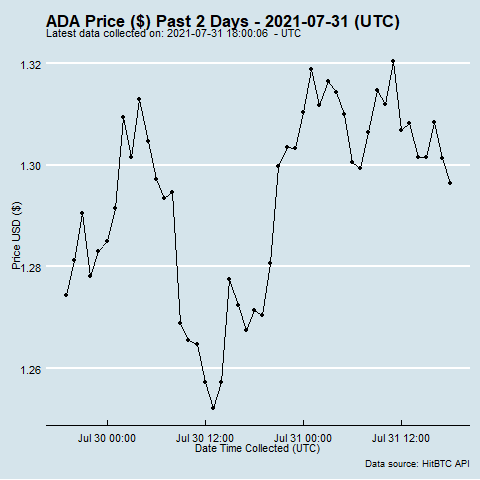 ADA Price ($) Past 2 Days - 2021-07-31 (UTC)
Latest data collected on: 2021-07-31 18:00:06  - UTC
1.32
1.30
1.28
1.26
Price USD ($)
Jul 30 00:00 Jul 30 12:00 Jul 31 00:00 Jul 31 12:00
Date Time Collected (UTC)
Data source: HitBTC API